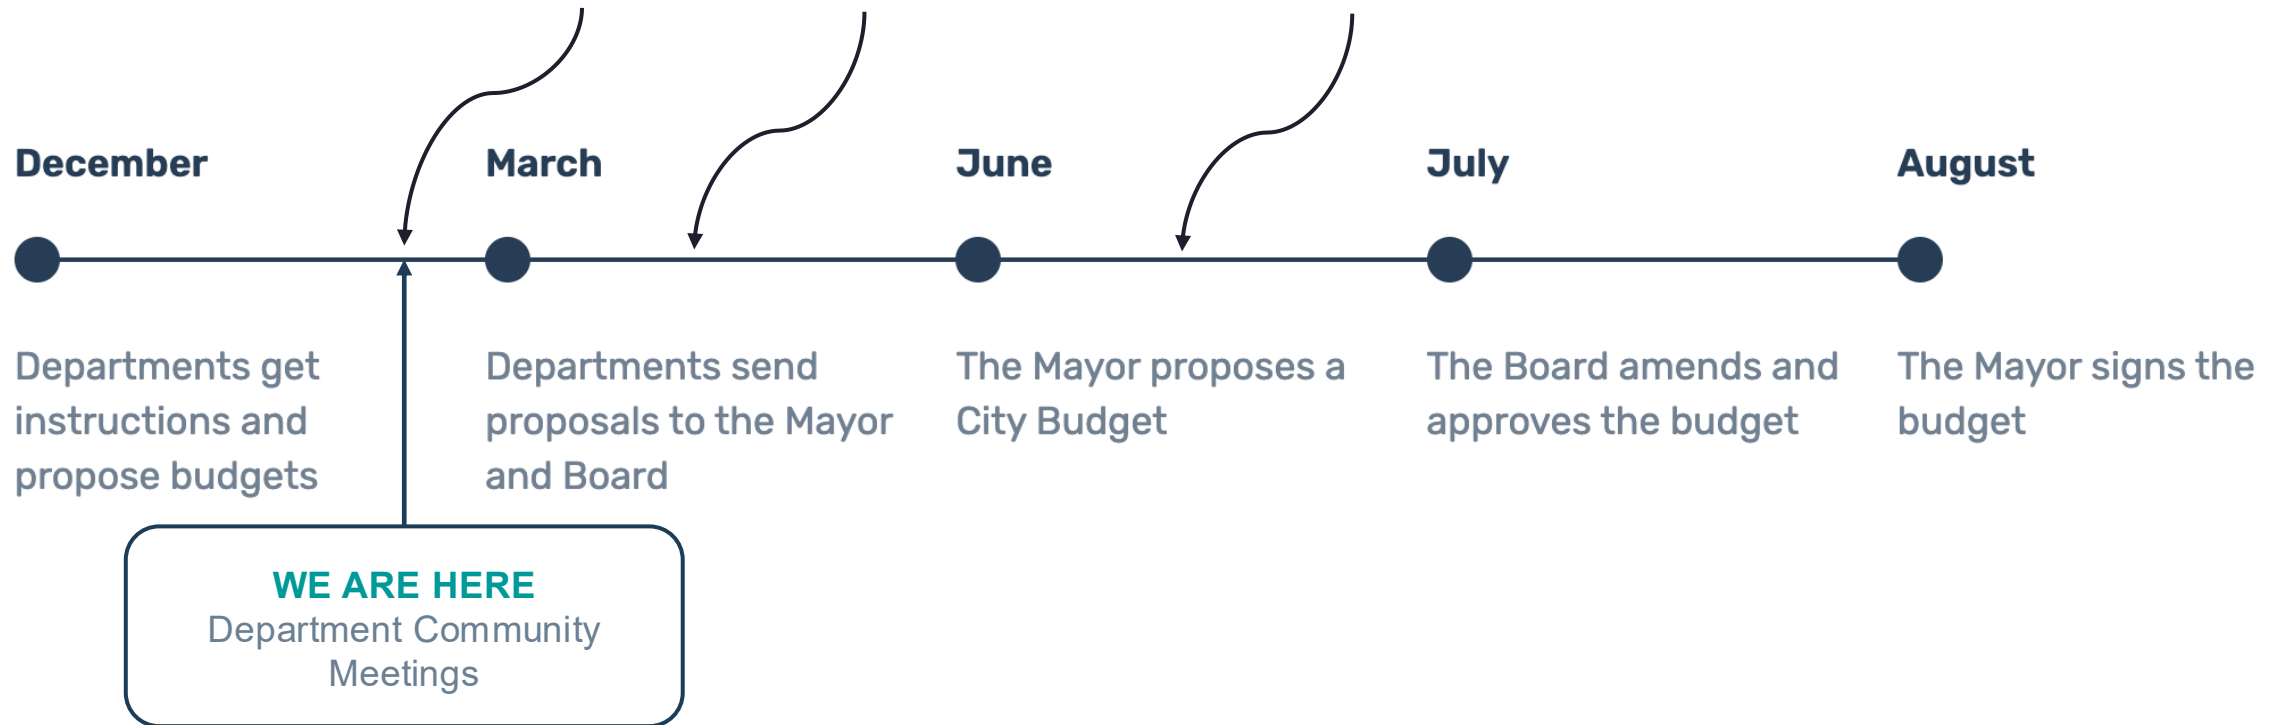 December
March
June
July
August
Departments get
instructions and
propose budgets
Departments send
proposals to the Mayor
and Board
The Mayor proposes a
City Budget
The Board amends and
approves the budget
The Mayor signs the
budget
WE ARE HERE
Department Community
Meetings